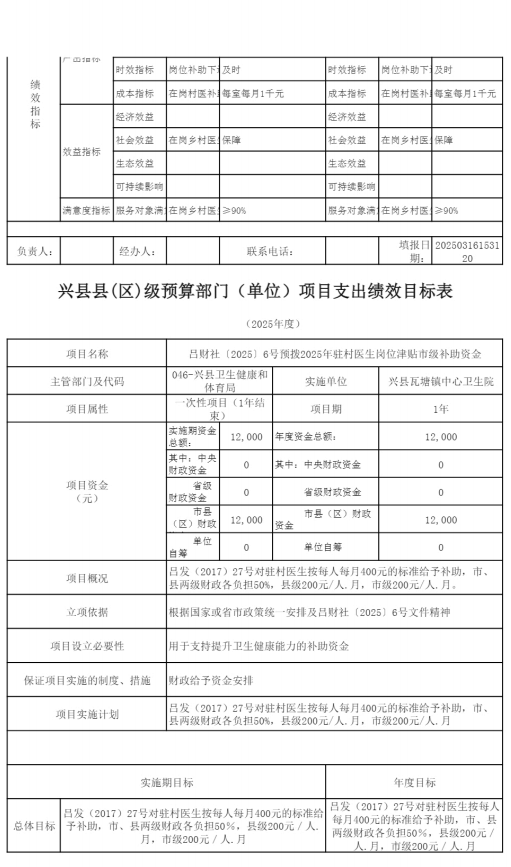 绩效指标
时效指标 岗位补助下 及时 时效指标 岗位补助下 及时
成本指标 在岗村医补 每室每月1千元 成本指标 在岗村医补 每室每月1千元
效益指标
经济效益 经济效益
社会效益 在岗乡村医 保障 社会效益 在岗乡村医 保障
生态效益 生态效益
可持续影响 可持续影响
满意度指标 服务对象满 在岗乡村医 ≥90% 服务对象满 在岗乡村医 ≥90%
负责人: 经办人: 联系电话: 填报日期: 20250316153120
兴县县(区)级预算部门（单位）项目支出绩效目标表
（2025年度）
项目名称 吕财社〔2025〕6号预拨2025年驻村医生岗位津贴市级补助资金
主管部门及代码 046-兴县卫生健康和体育局 实施单位 兴县瓦塘镇中心卫生院
项目属性 一次性项目（1年结束） 项目期 1年
项目资金（元）
实施期资金总额: 12,000 年度资金总额: 12,000
其中: 中央财政资金 0 其中: 中央财政资金 0
省级财政资金 0 省级财政资金 0
市县（区）财政 12,000 市县（区）财政资金 12,000
单位自筹 0 单位自筹 0
项目概况 吕发（2017）27号对驻村医生按每人每月400元的标准给予补助，市、县两级财政各负担50%，县级200元/人.月，市级200元/人.月。
立项依据 根据国家或省市政策统一安排及吕财社〔2025〕6号文件精神
项目设立必要性 用于支持提升卫生健康能力的补助资金
保证项目实施的制度、措施 财政给予资金安排
项目实施计划 吕发（2017）27号对驻村医生按每人每月400元的标准给予补助，市、县两级财政各负担50%，县级200元/人.月，市级200元/人.月
实施期目标 年度目标
总体目标 吕发（2017）27号对驻村医生按每人每月400元的标准给予补助，市、县两级财政各负担50%，县级200元／人.月，市级200元／人.月 吕发（2017）27号对驻村医生按每人每月400元的标准给予补助，市、县两级财政各负担50%，县级200元／人.月，市级200元／人.月